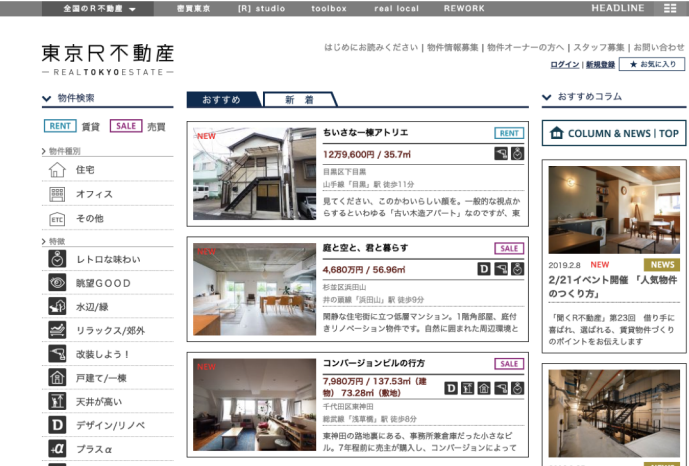 全国のR不動産
密買東京
[R] studio
toolbox
real local
REWORK
HEADLINE
東京R不動産
REALTOKYOESTATE
はじめにお読みください | 物件情報募集 | 物件オーナーの方へ | スタッフ募集 | お問い合わせ
ログイン | 新規登録
★ お気に入り
物件検索
RENT 賃貸 SALE 売買
物件種別
住宅
オフィス
ETC その他
特徴
レトロな味わい
眺望GOOD
水辺/緑
リラックス/郊外
改装しよう！
戸建て/一棟
天井が高い
D デザイン/リノベ
+α プラスα
おすすめ
新着
NEW
ちいさな一棟アトリエ
RENT
12万9,600円 / 35.7㎡
目黒区下目黒
山手線「目黒」駅 徒歩11分
見てください、このかわいらしい顔を。一般的な視点か
らするといわゆる「古い木造アパート」なのですが、東
NEW
庭と空と、君と暮らす
SALE
4,680万円 / 56.96㎡
D
杉並区浜田山
井の頭線「浜田山」駅 徒歩9分
閑静な住宅街に立つ低層マンション。1階角部屋、庭付
きリノベーション物件です。自然に囲まれた周辺環境と
NEW
コンバージョンビルの行方
SALE
7,980万円 / 137.53㎡（建
物） 73.28㎡（敷地）
D
千代田区東神田
総武線「浅草橋」駅 徒歩8分
東神田の路地裏にある、事務所兼倉庫だった小さなビ
ル。7年程前に売主が購入し、コンバージョンによって
おすすめコラム
COLUMN & NEWS | TOP
2019.2.8 NEW
NEWS
2/21イベント開催 「人気物件
のつくり方」
「聞くR不動産」第23回 借り手に
喜ばれ、選ばれる、賃貸物件づくり
のポイントをお伝えします